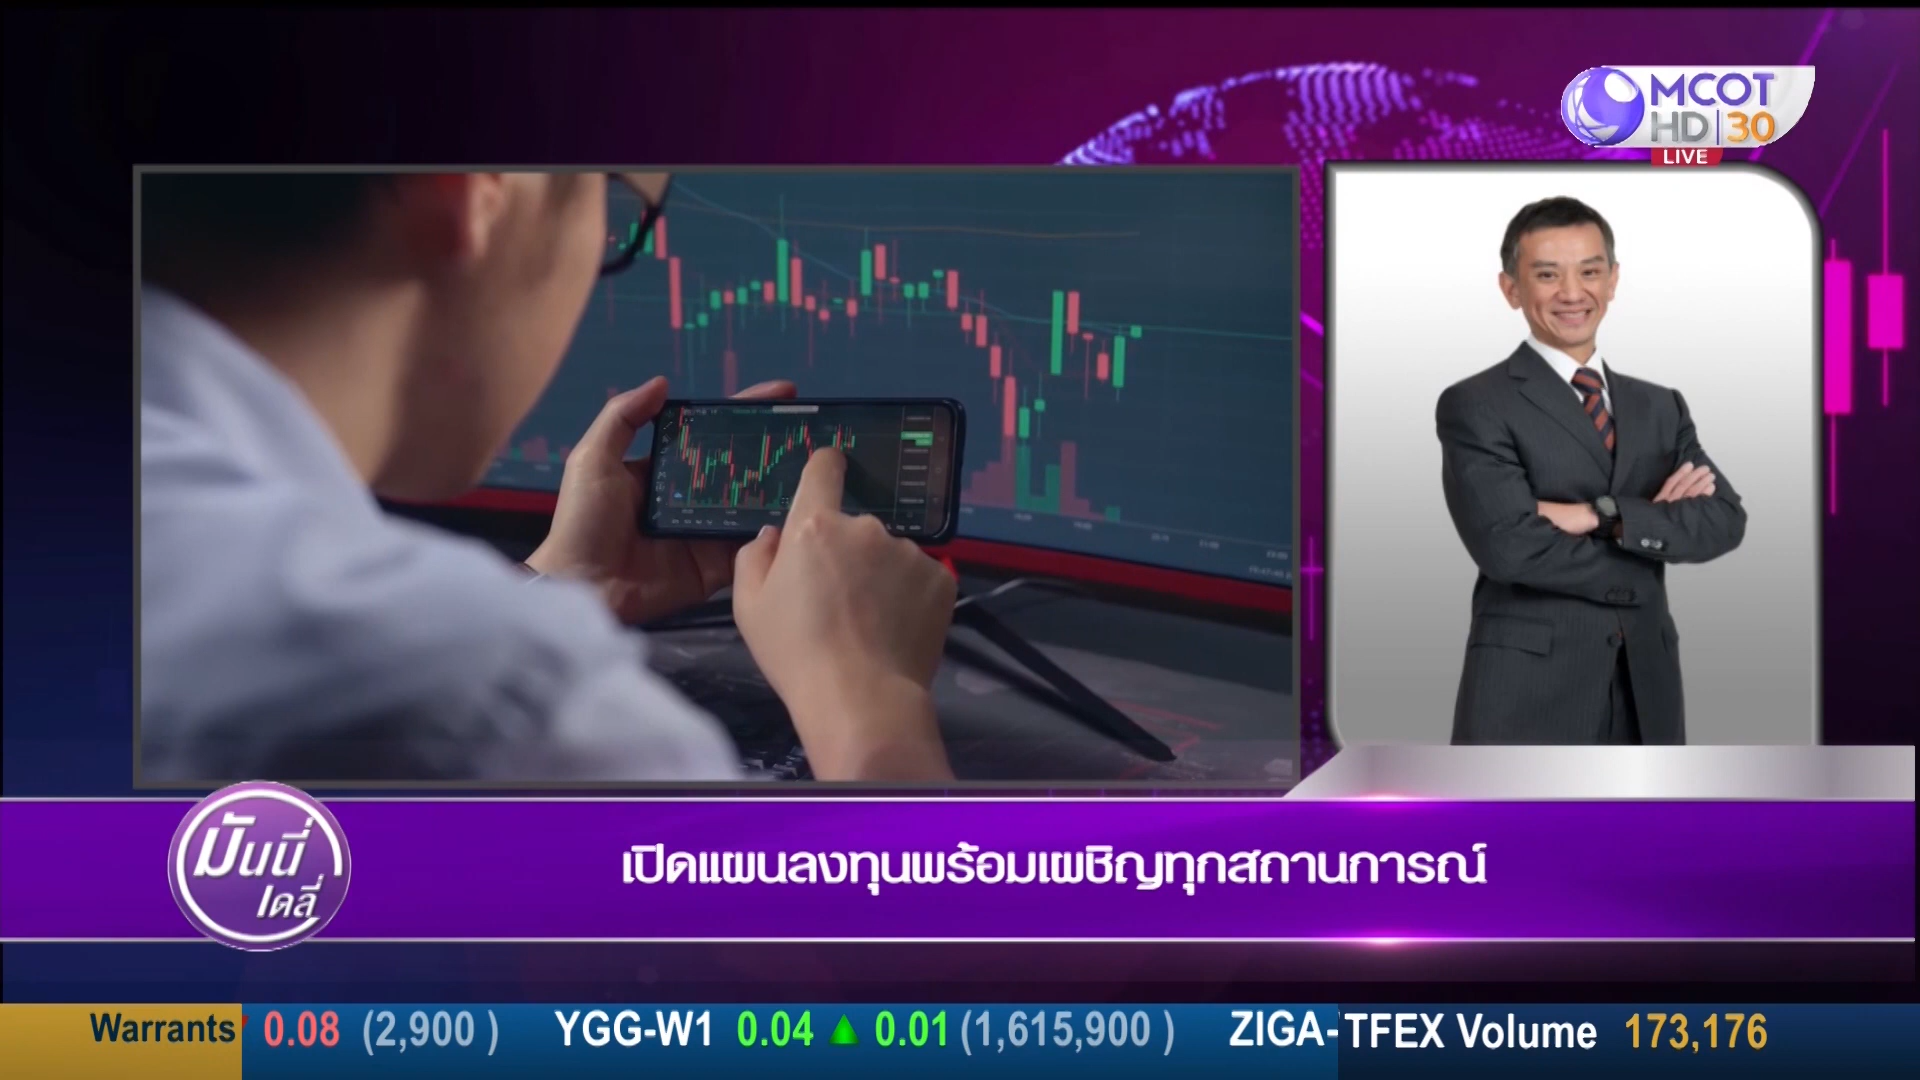 MCOT
HD 30
LIVE
มันนี่
เดลี่
เปิดแผนลงทุนพร้อมเผชิญทุกสถานการณ์
Warrants 0.08 (2,900 ) YGG-W1 0.04 ▲ 0.01 (1,615,900 ) ZIGA- TFEX Volume 173,176